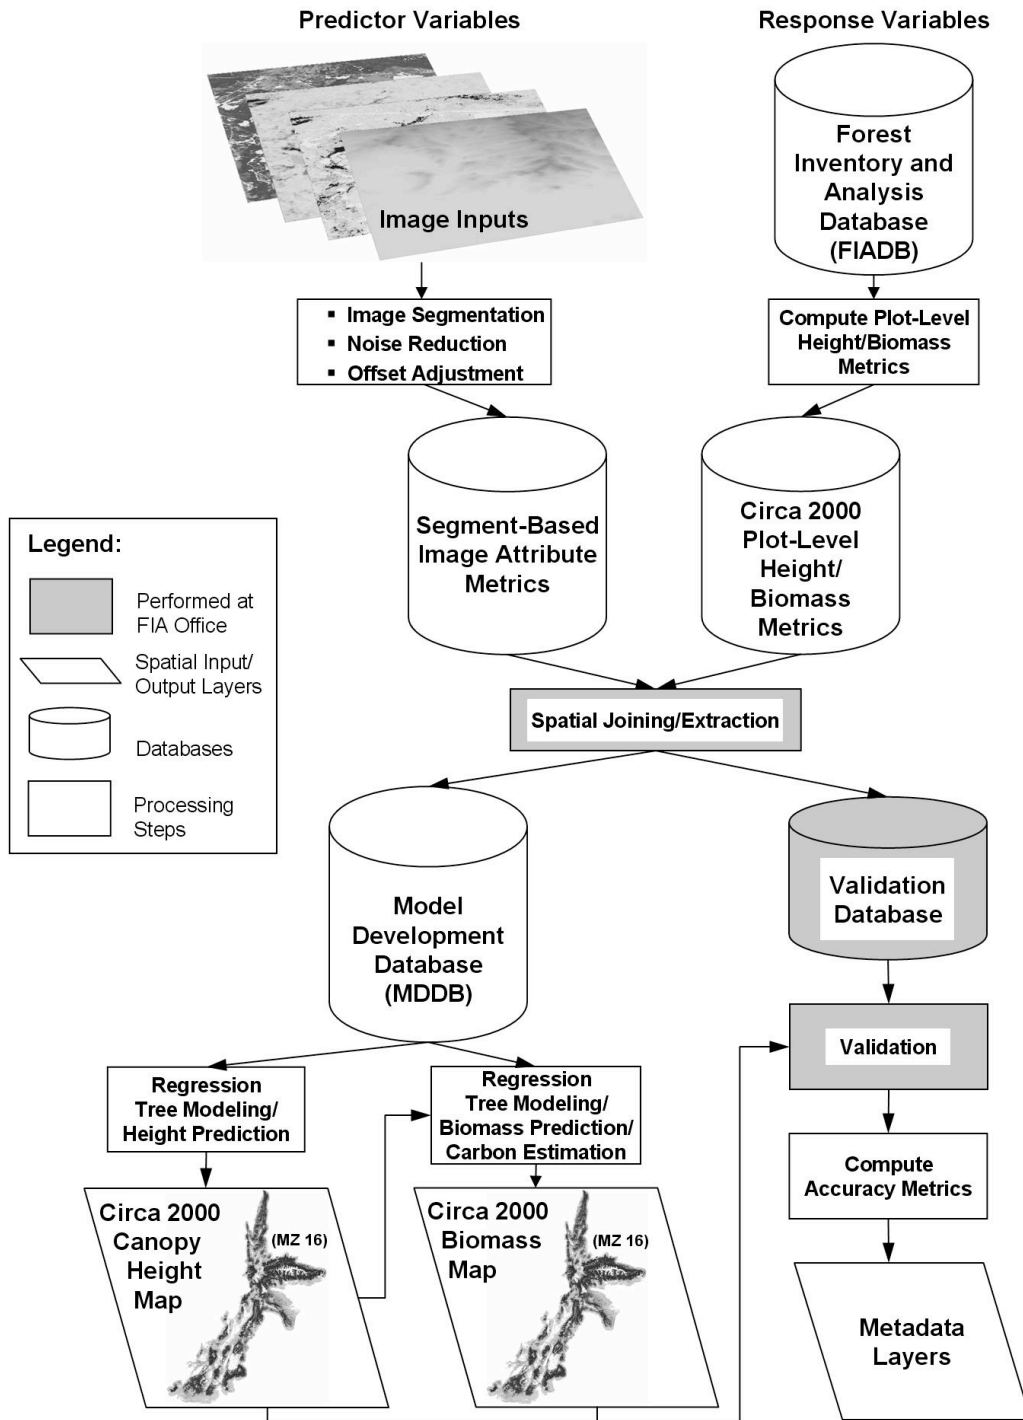 Predictor Variables
Response Variables
Image Inputs
Forest
Inventory and
Analysis
Database
(FIADB)
▪ Image Segmentation
▪ Noise Reduction
▪ Offset Adjustment
Compute Plot-Level
Height/Biomass
Metrics
Segment-Based
Image Attribute
Metrics
Circa 2000
Plot-Level
Height/
Biomass
Metrics
Legend:
Performed at
FIA Office
Spatial Input/
Output Layers
Databases
Processing
Steps
Spatial Joining/Extraction
Model
Development
Database
(MDDB)
Validation
Database
Validation
Regression
Tree Modeling/
Height Prediction
Regression
Tree Modeling/
Biomass Prediction/
Carbon Estimation
Compute
Accuracy Metrics
Circa 2000
Canopy
Height
Map
(MZ 16)
Circa 2000
Biomass
Map
(MZ 16)
Metadata
Layers